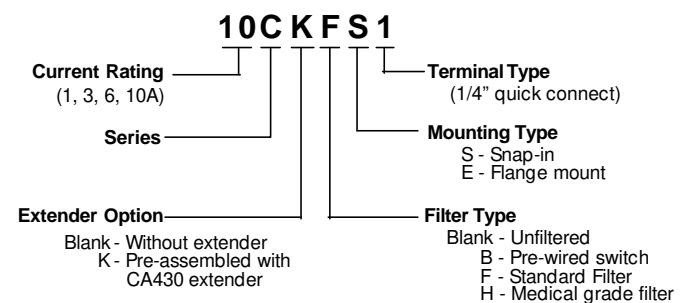 10CKFS1
Current Rating
(1, 3, 6, 10A)
Series
Extender Option
Blank - Without extender
K - Pre-assembled with
CA430 extender
Terminal Type
(1/4” quick connect)
Mounting Type
S - Snap-in
E - Flange mount
Filter Type
Blank - Unfiltered
B - Pre-wired switch
F - Standard Filter
H - Medical grade filter